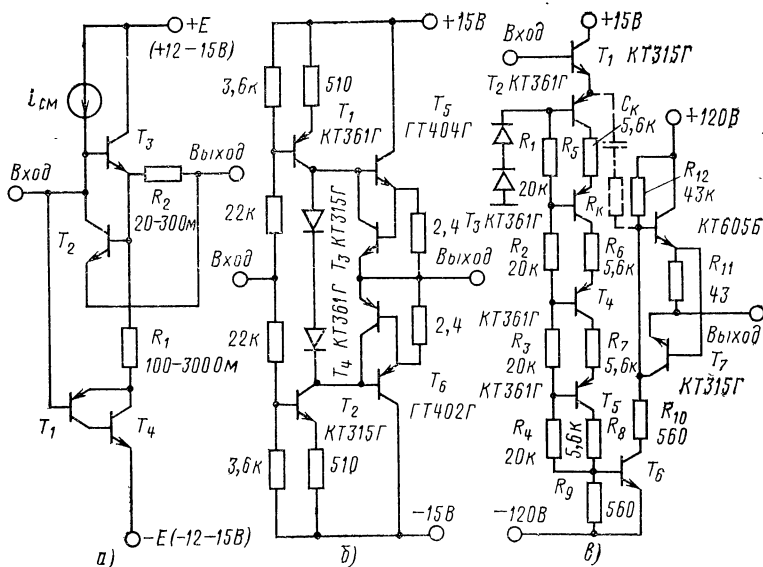 +E
(+12–15В)
iсм
T3
Вход
Выход
R2
20-300м
T2
R1
100-3000м
T1
T4
-E(-12-15В)
а)
+15В
3,6к
510
T1
КТ361Г
T5
ГТ404Г
22к
T3
КТ315Г
2,4
Вход
Выход
T4
КТ361Г
22к
2,4
T2
КТ315Г
T6
ГТ402Г
3,6к
510
-15В
б)
+15В
Вход
T1 КТ315Г
T2 КТ361Г
Cк
5,6к
+120В
R1
R5
20к
Rк
R12
43к
T3
КТ361Г
КТ605Б
R2
20к
R6
5,6к
R11
43
T4
КТ361Г
Выход
R3
20к
R7
5,6к
T7
КТ315Г
КТ361Г
T5
R10
560
R4
20к
5,6к
R8
T6
R9
560
-120В
в)